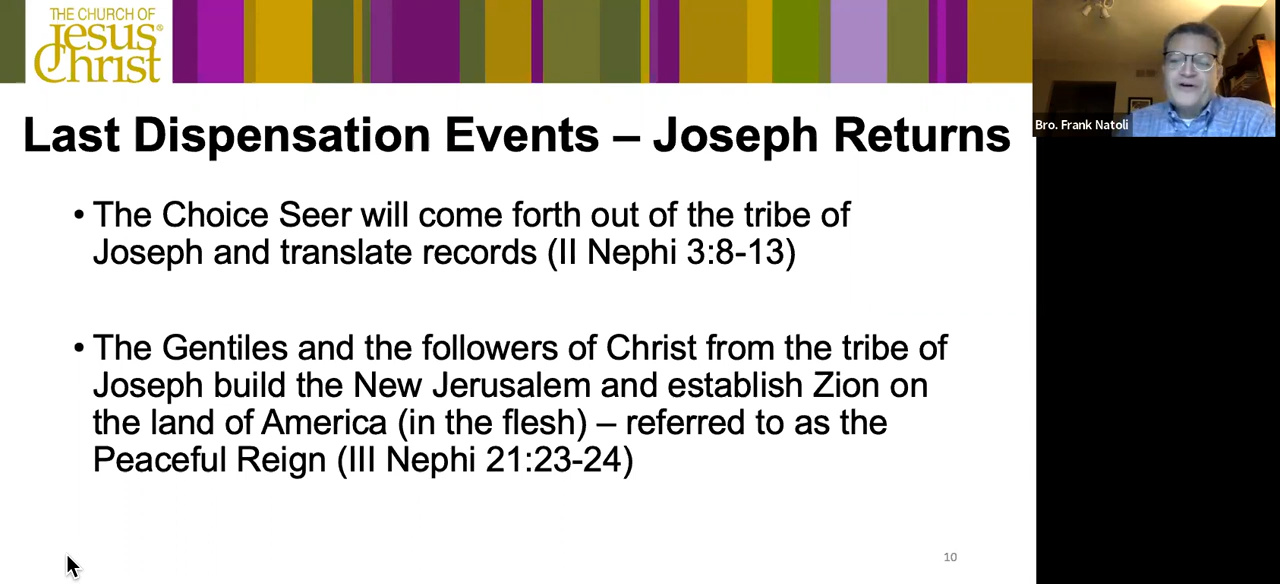 THE CHURCH OF
Jesus®
Christ
Last Dispensation Events – Joseph Returns
• The Choice Seer will come forth out of the tribe of
Joseph and translate records (II Nephi 3:8-13)
• The Gentiles and the followers of Christ from the tribe of
Joseph build the New Jerusalem and establish Zion on
the land of America (in the flesh) – referred to as the
Peaceful Reign (III Nephi 21:23-24)
10
Bro. Frank Natoli